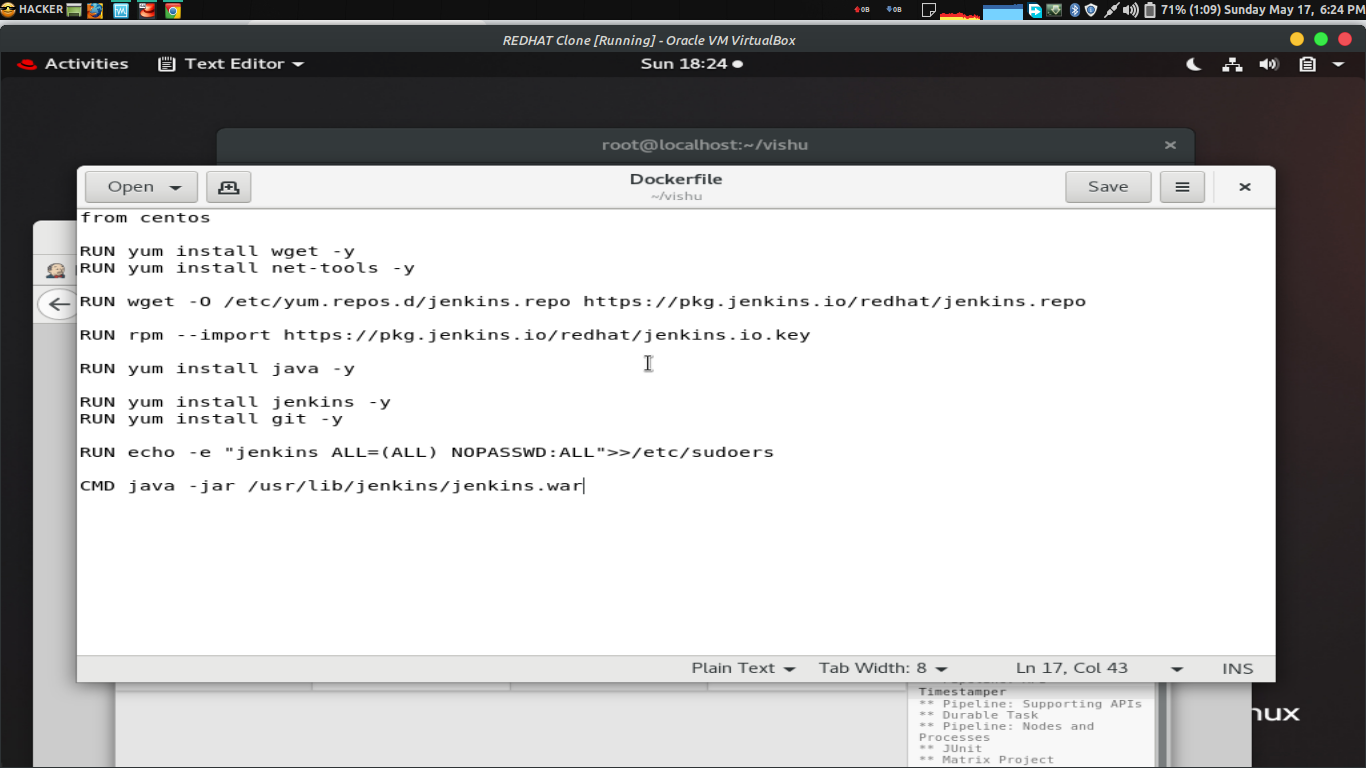 HACKER
0B
0B
71% (1:09) Sunday May 17, 6:24 PM
REDHAT Clone [Running] - Oracle VM VirtualBox
Activities
Text Editor
Sun 18:24
root@localhost:~/vishu
Open
Dockerfile
~/vishu
Save
from centos
RUN yum install wget -y
RUN yum install net-tools -y
RUN wget -O /etc/yum.repos.d/jenkins.repo https://pkg.jenkins.io/redhat/jenkins.repo
RUN rpm --import https://pkg.jenkins.io/redhat/jenkins.io.key
RUN yum install java -y
RUN yum install jenkins -y
RUN yum install git -y
RUN echo -e "jenkins ALL=(ALL) NOPASSWD:ALL">>/etc/sudoers
CMD java -jar /usr/lib/jenkins/jenkins.war
Plain Text
Tab Width: 8
Ln 17, Col 43
INS
Timestamper
** Pipeline: Supporting APIs
** Durable Task
** Pipeline: Nodes and
Processes
** JUnit
** Matrix Project
nux